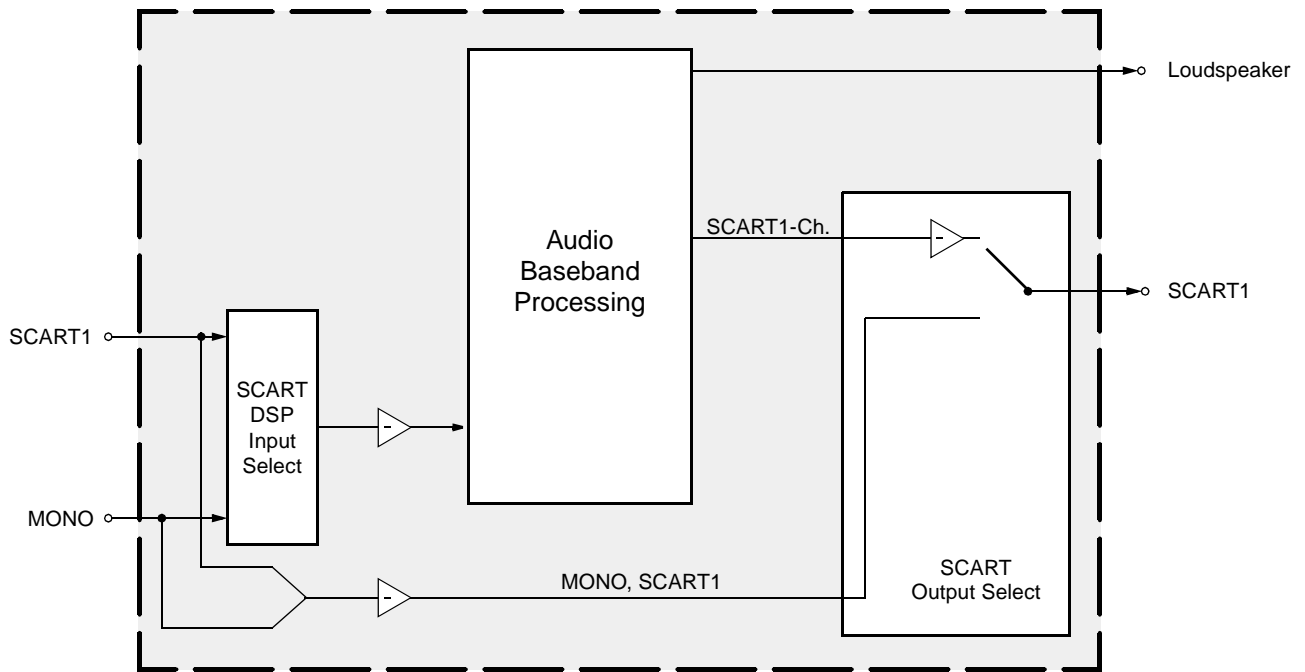 Loudspeaker
SCART1-Ch.
Audio
Baseband
Processing
SCART1
SCART1
SCART
DSP
Input
Select
MONO
MONO, SCART1
SCART
Output Select